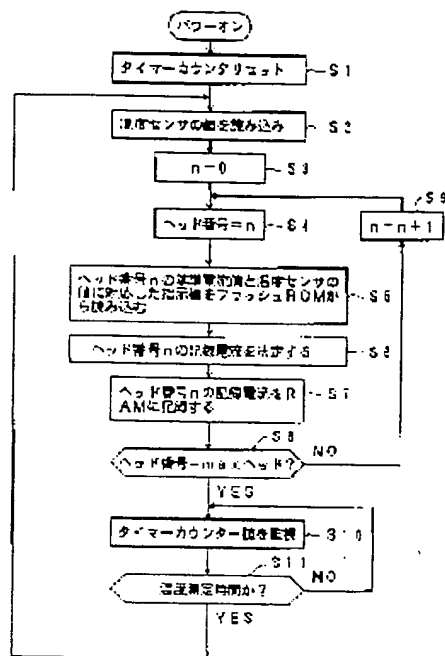 パワーオン
タイマーカウンタリセット
S1
温度センサの値を読み込み
S2
n=0
S3
S9
ヘッド番号=n
S4
n=n+1
ヘッド番号nの基準電流値と温度センサの
値に対応した指示値をフラッシュROMか
ら読み込む
S5
ヘッド番号nの記録電流を決定する
S6
ヘッド番号nの記録電流をR
AMに記憶する
S7
S8
ヘッド番号=maxヘッド?
NO
YES
タイマーカウンター値を監視
S10
S11
温度測定時間か?
NO
YES